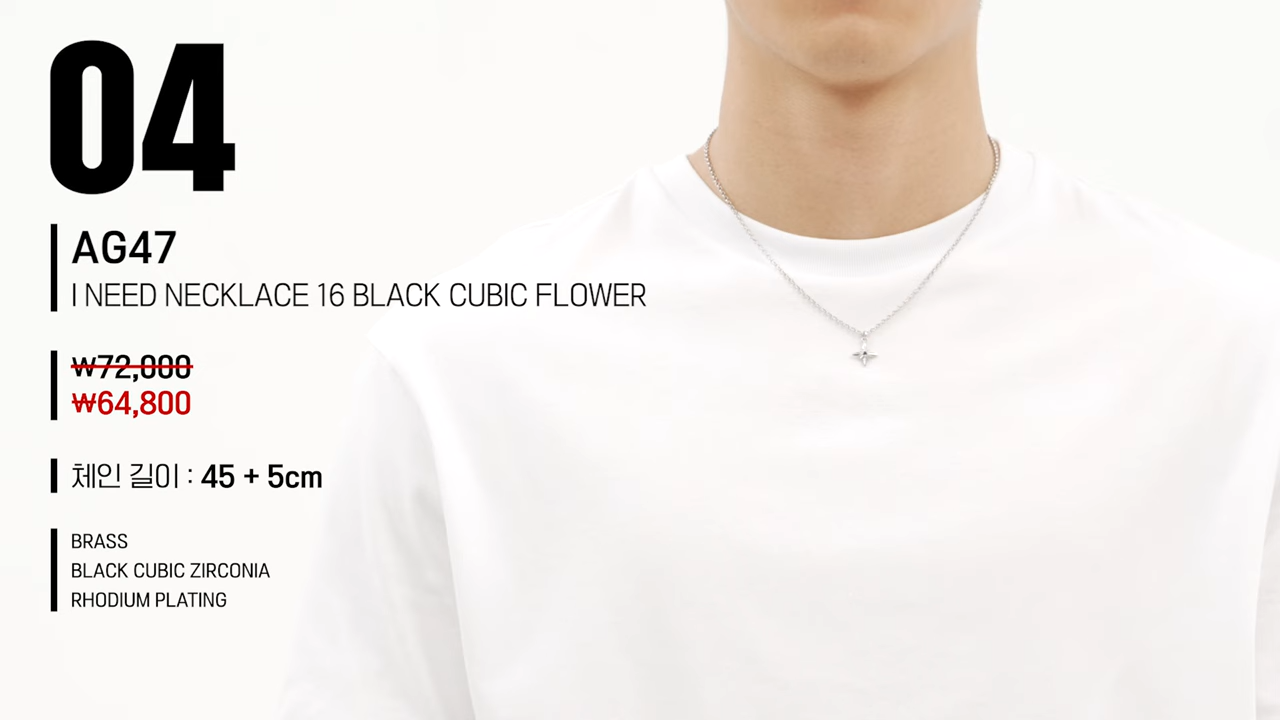 04
AG47
I NEED NECKLACE 16 BLACK CUBIC FLOWER
₩72,000
₩64,800
체인 길이 : 45 + 5cm
BRASS
BLACK CUBIC ZIRCONIA
RHODIUM PLATING